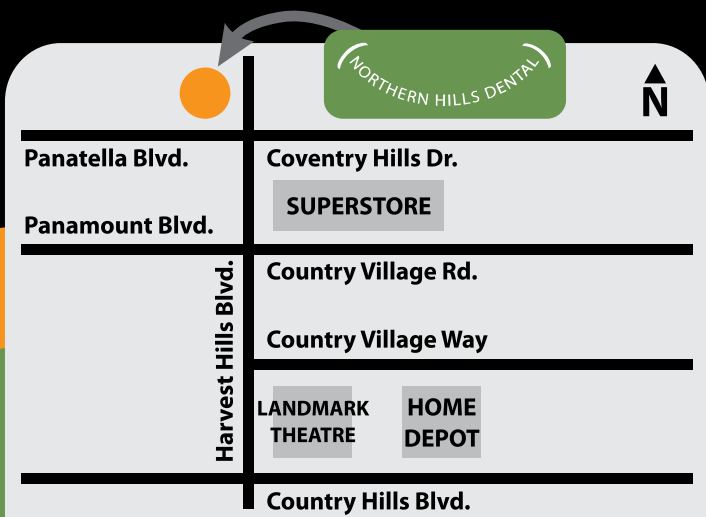 NORTHERN HILLS DENTAL
N
Panatella Blvd.
Coventry Hills Dr.
SUPERSTORE
Panamount Blvd.
Country Village Rd.
Harvest Hills Blvd.
Country Village Way
LANDMARK
THEATRE
HOME
DEPOT
Country Hills Blvd.